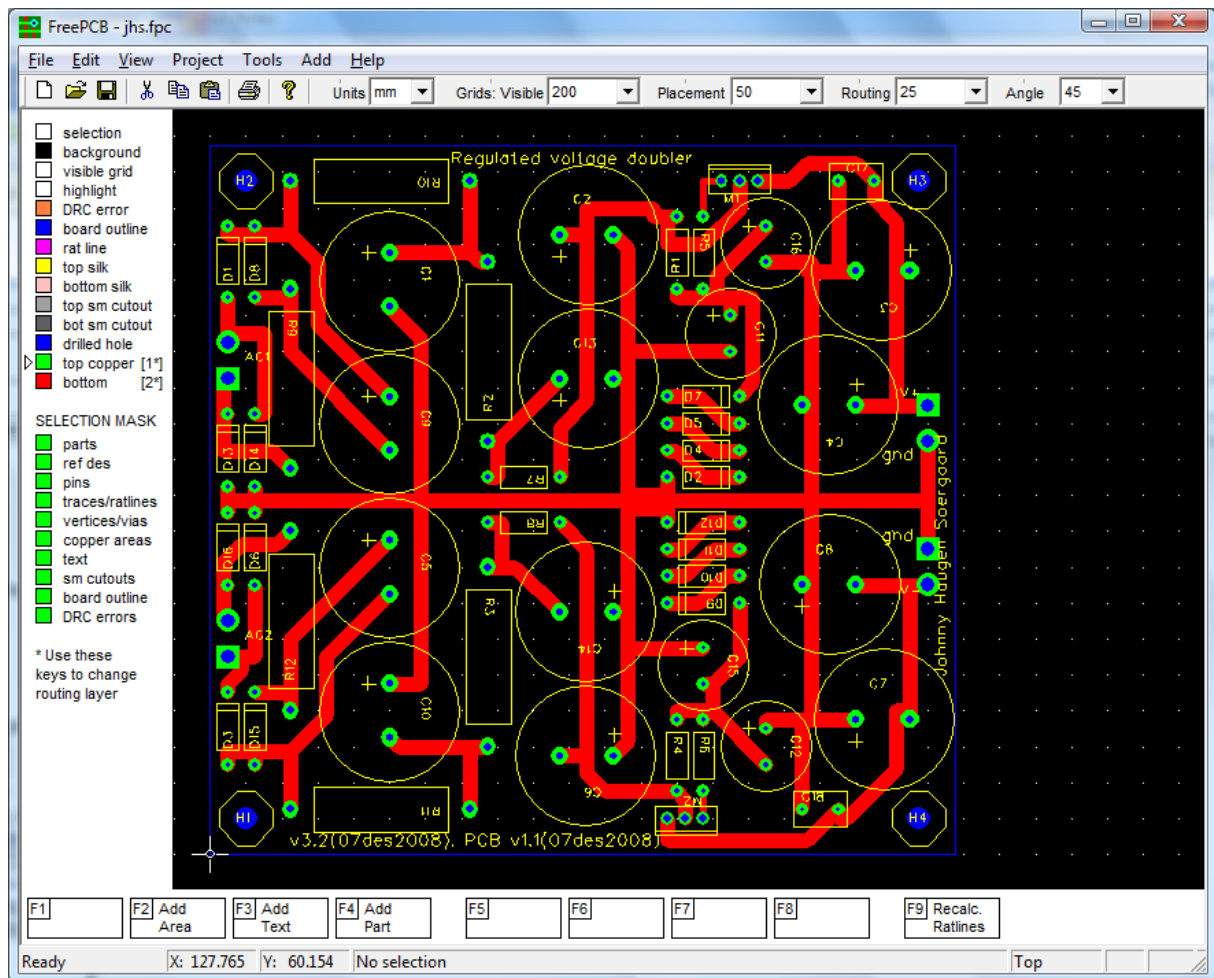 FreePCB - jhs.fpc
File Edit View Project Tools Add Help
Units mm Grids: Visible 200 Placement 50 Routing 25 Angle 45
selection
background
visible grid
highlight
DRC error
board outline
rat line
top silk
bottom silk
top sm cutout
bot sm cutout
drilled hole
top copper [1*]
bottom [2*]
SELECTION MASK
parts
ref des
pins
traces/ratlines
vertices/vias
copper areas
text
sm cutouts
board outline
DRC errors
* Use these
keys to change
routing layer
Regulated voltage doubler
H2
R10
C2
M1
C17
H3
D1
D8
C1
R1
R5
C16
C3
R9
AC1
C13
C11
R2
C9
D7
D5
D4
D2
C4
V+
gnd
D13
D14
R7
R8
D12
D11
D10
D9
D16
D6
C5
C8
gnd
V-
Johnny Haugen Soergaard
AC2
R12
R3
C14
C15
C7
D3
D15
C10
R4
R6
C12
C6
M2
H1
R11
H4
v3.2(07des2008). PCB v1.1(07des2008)
F1
F2 Add Area
F3 Add Text
F4 Add Part
F5
F6
F7
F8
F9 Recalc. Ratlines
Ready X: 127.765 Y: 60.154 No selection Top